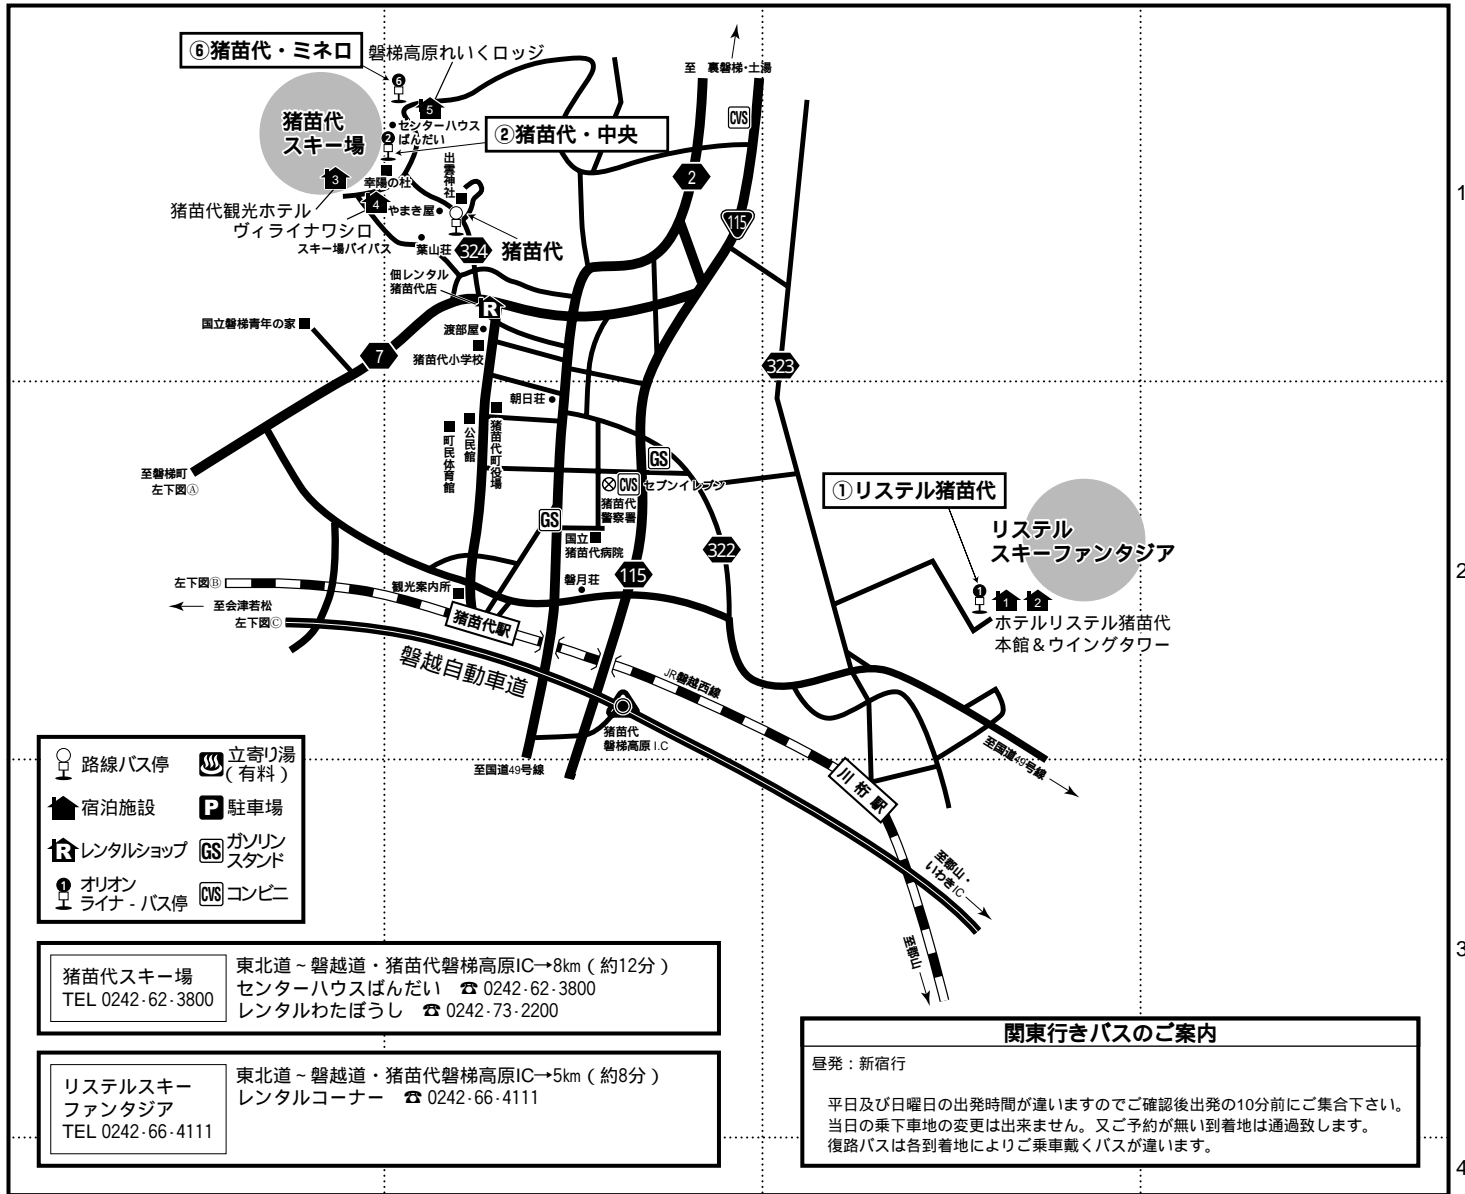 ⑥猪苗代・ミネロ
磐梯高原れいくロッジ
至 裏磐梯・土湯
6
5
CVS
猪苗代
スキー場
センターハウス
ばんだい
2
②猪苗代・中央
出雲神社
2
1
3
幸陽の杜
4
やまき屋
115
猪苗代観光ホテル
ヴィライナワシロ
スキー場バイパス
葉山荘
324
猪苗代
佃レンタル
猪苗代店
R
国立磐梯青年の家
渡部屋
7
猪苗代小学校
323
朝日荘
公民館
町民体育館
猪苗代町役場
至磐梯町
左下図Ⓐ
GS
CVS
セブンイレブン
猪苗代
警察署
①リステル猪苗代
リステル
スキーファンタジア
GS
国立
猪苗代病院
322
2
左下図Ⓑ
観光案内所
磐月荘
115
1
1
2
至会津若松
左下図Ⓒ
猪苗代駅
ホテルリステル猪苗代
本館＆ウイングタワー
磐越自動車道
JR磐越西線
猪苗代
磐梯高原 I.C
至国道49号線
至国道49号線
川桁駅
路線バス停
立寄り湯
（有料）
宿泊施設
P
駐車場
R
レンタルショップ
GS
ガソリン
スタンド
1
オリオン
ライナ - バス停
CVS
コンビニ
至郡山・
いわきIC
至郡山
3
猪苗代スキー場
TEL 0242-62-3800
東北道～磐越道・猪苗代磐梯高原IC→8km（約12分）
センターハウスばんだい ☎ 0242-62-3800
レンタルわたぼうし ☎ 0242-73-2200
リステルスキー
ファンタジア
TEL 0242-66-4111
東北道～磐越道・猪苗代磐梯高原IC→5km（約8分）
レンタルコーナー ☎ 0242-66-4111
関東行きバスのご案内
昼発：新宿行
平日及び日曜日の出発時間が違いますのでご確認後出発の10分前にご集合下さい。
当日の乗下車地の変更は出来ません。又ご予約が無い到着地は通過致します。
復路バスは各到着地によりご乗車戴くバスが違います。
4